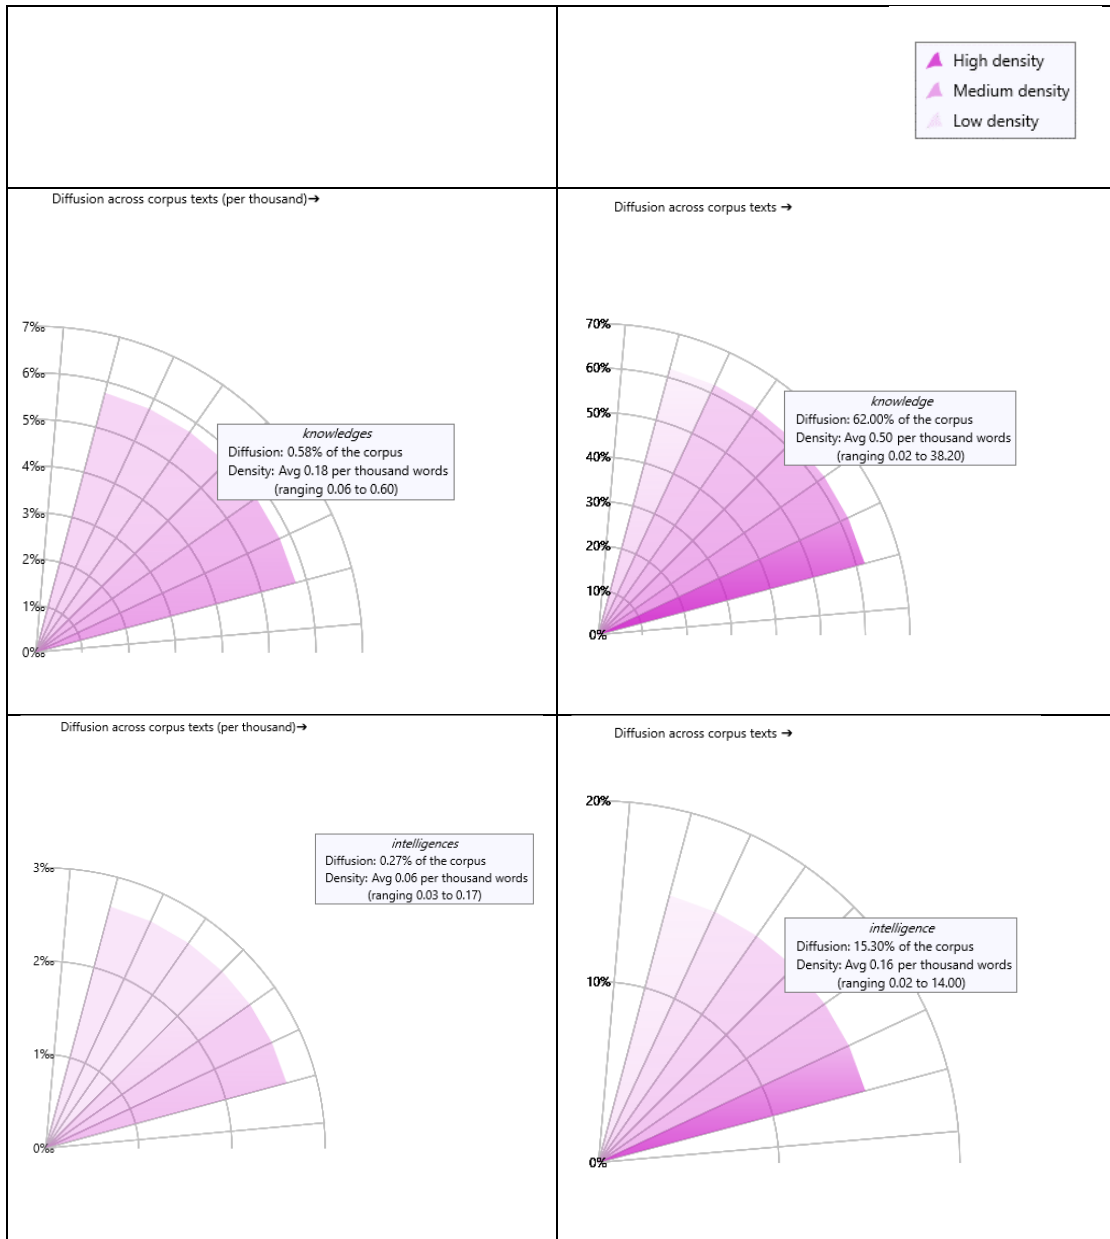 High density
Medium density
Low density
Diffusion across corpus texts (per thousand)➔
7‰
6‰
5‰
4‰
3‰
2‰
1‰
0‰
knowledges
Diffusion: 0.58% of the corpus
Density: Avg 0.18 per thousand words
(ranging 0.06 to 0.60)
Diffusion across corpus texts ➔
70%
60%
50%
40%
30%
20%
10%
0%
knowledge
Diffusion: 62.00% of the corpus
Density: Avg 0.50 per thousand words
(ranging 0.02 to 38.20)
Diffusion across corpus texts (per thousand)➔
3‰
2‰
1‰
0‰
intelligences
Diffusion: 0.27% of the corpus
Density: Avg 0.06 per thousand words
(ranging 0.03 to 0.17)
Diffusion across corpus texts ➔
20%
10%
0%
intelligence
Diffusion: 15.30% of the corpus
Density: Avg 0.16 per thousand words
(ranging 0.02 to 14.00)